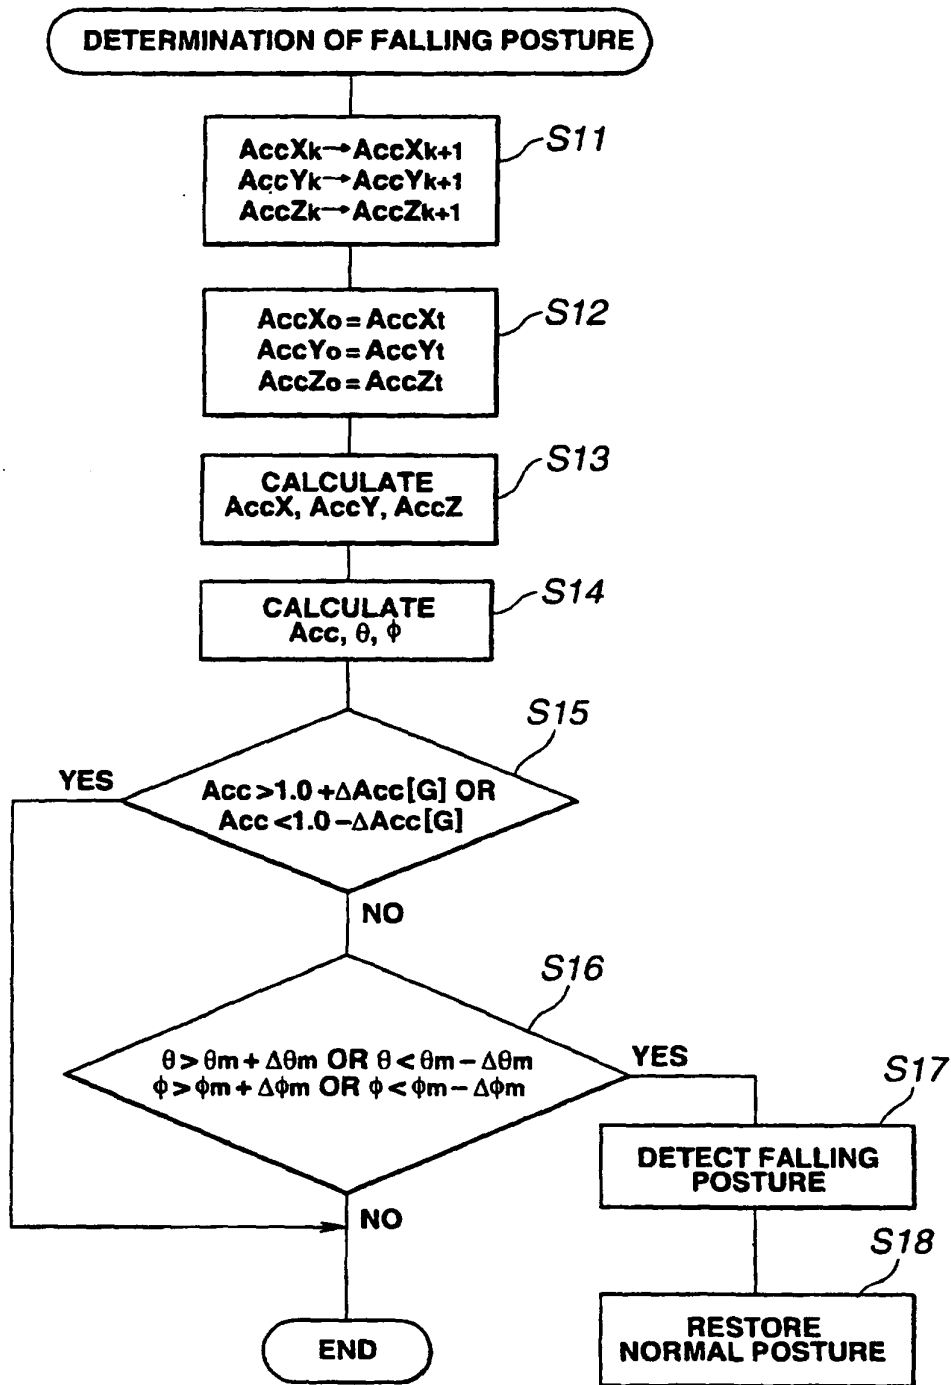 DETERMINATION OF FALLING POSTURE
AccXk→AccXk+1
AccYk→AccYk+1
AccZk→AccZk+1
S11
AccXo=AccXt
AccYo=AccYt
AccZo=AccZt
S12
CALCULATE
AccX, AccY, AccZ
S13
CALCULATE
Acc, θ, ϕ
S14
S15
YES
Acc>1.0+ΔAcc[G] OR
Acc<1.0-ΔAcc[G]
NO
S16
θ>θm+Δθm OR θ<θm-Δθm
ϕ>ϕm+Δϕm OR ϕ<ϕm-Δϕm
YES
S17
DETECT FALLING
POSTURE
NO
S18
RESTORE
NORMAL POSTURE
END